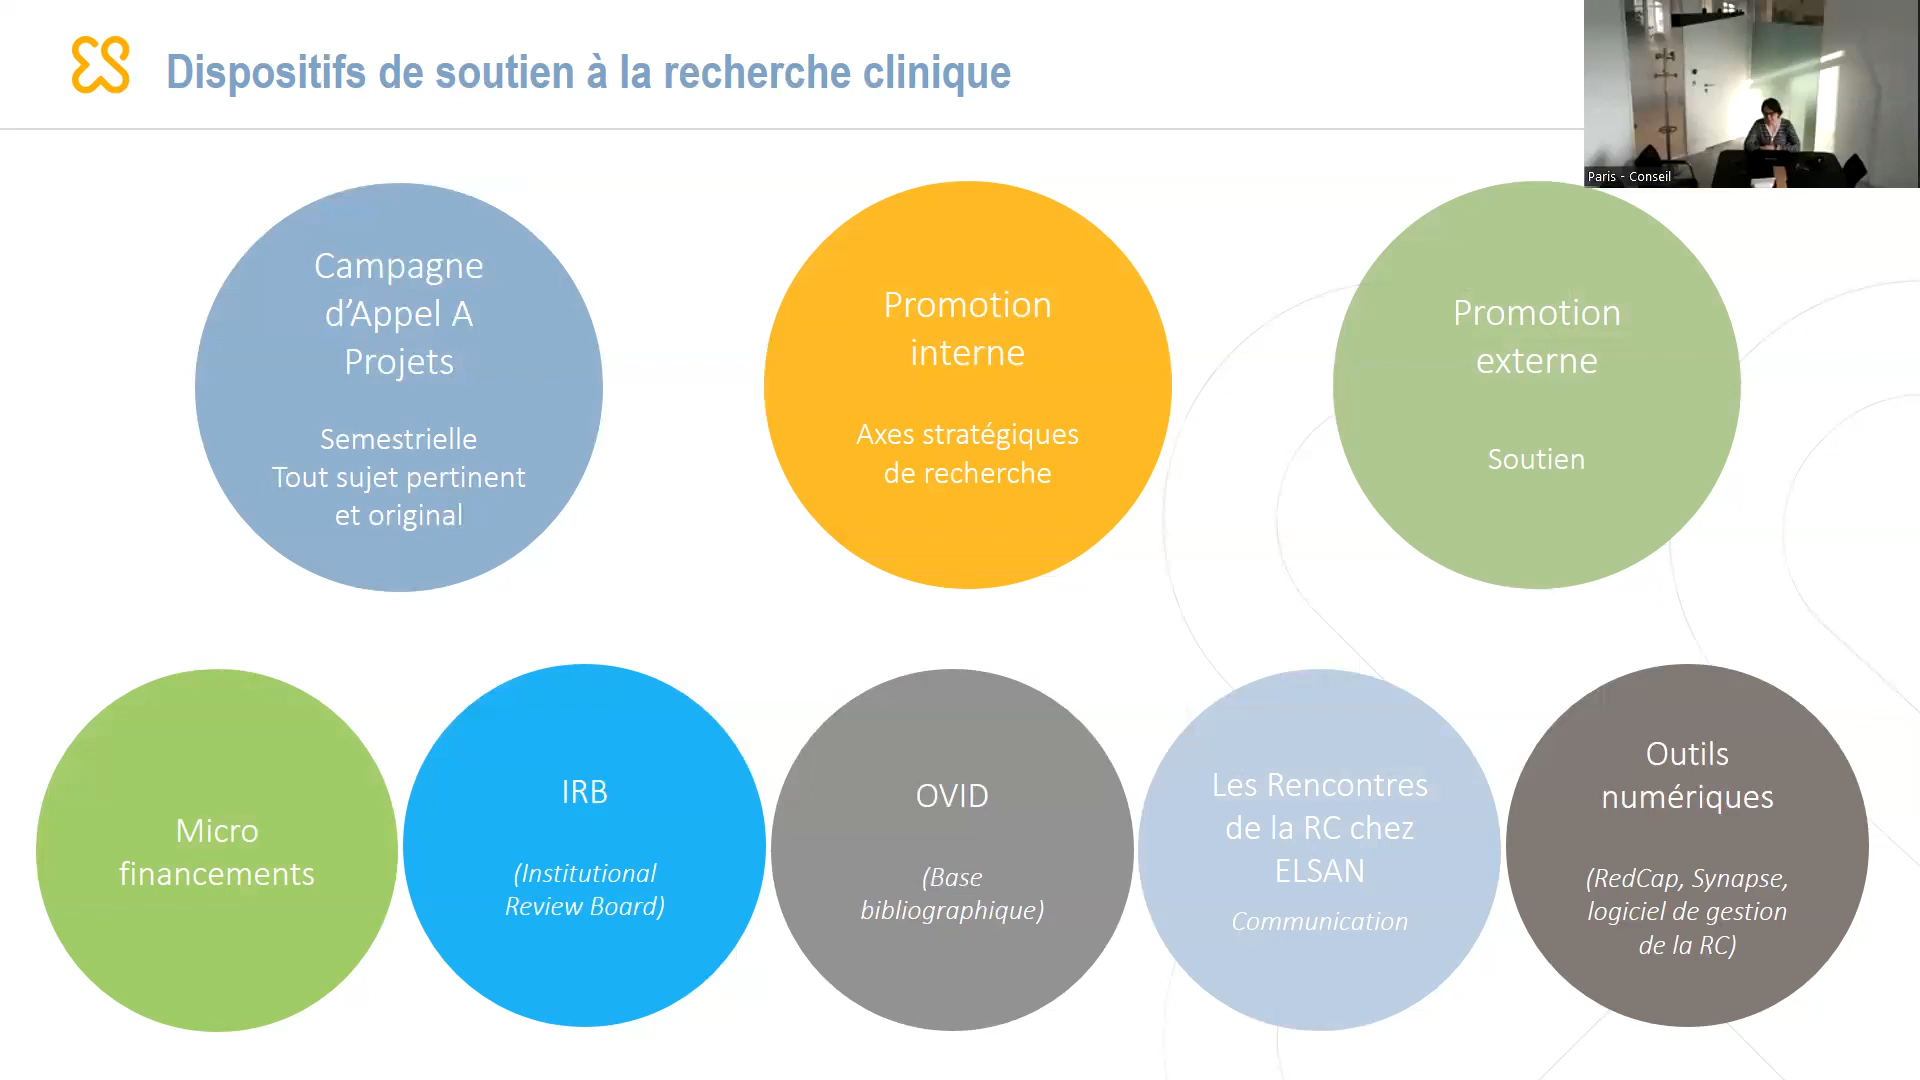 Dispositifs de soutien à la recherche clinique
Paris - Conseil
Campagne
d’Appel A
Projets
Semestrielle
Tout sujet pertinent
et original
Promotion
interne
Axes stratégiques
de recherche
Promotion
externe
Soutien
Micro
financements
IRB
(Institutional
Review Board)
OVID
(Base
bibliographique)
Les Rencontres
de la RC chez
ELSAN
Communication
Outils
numériques
(RedCap, Synapse,
logiciel de gestion
de la RC)